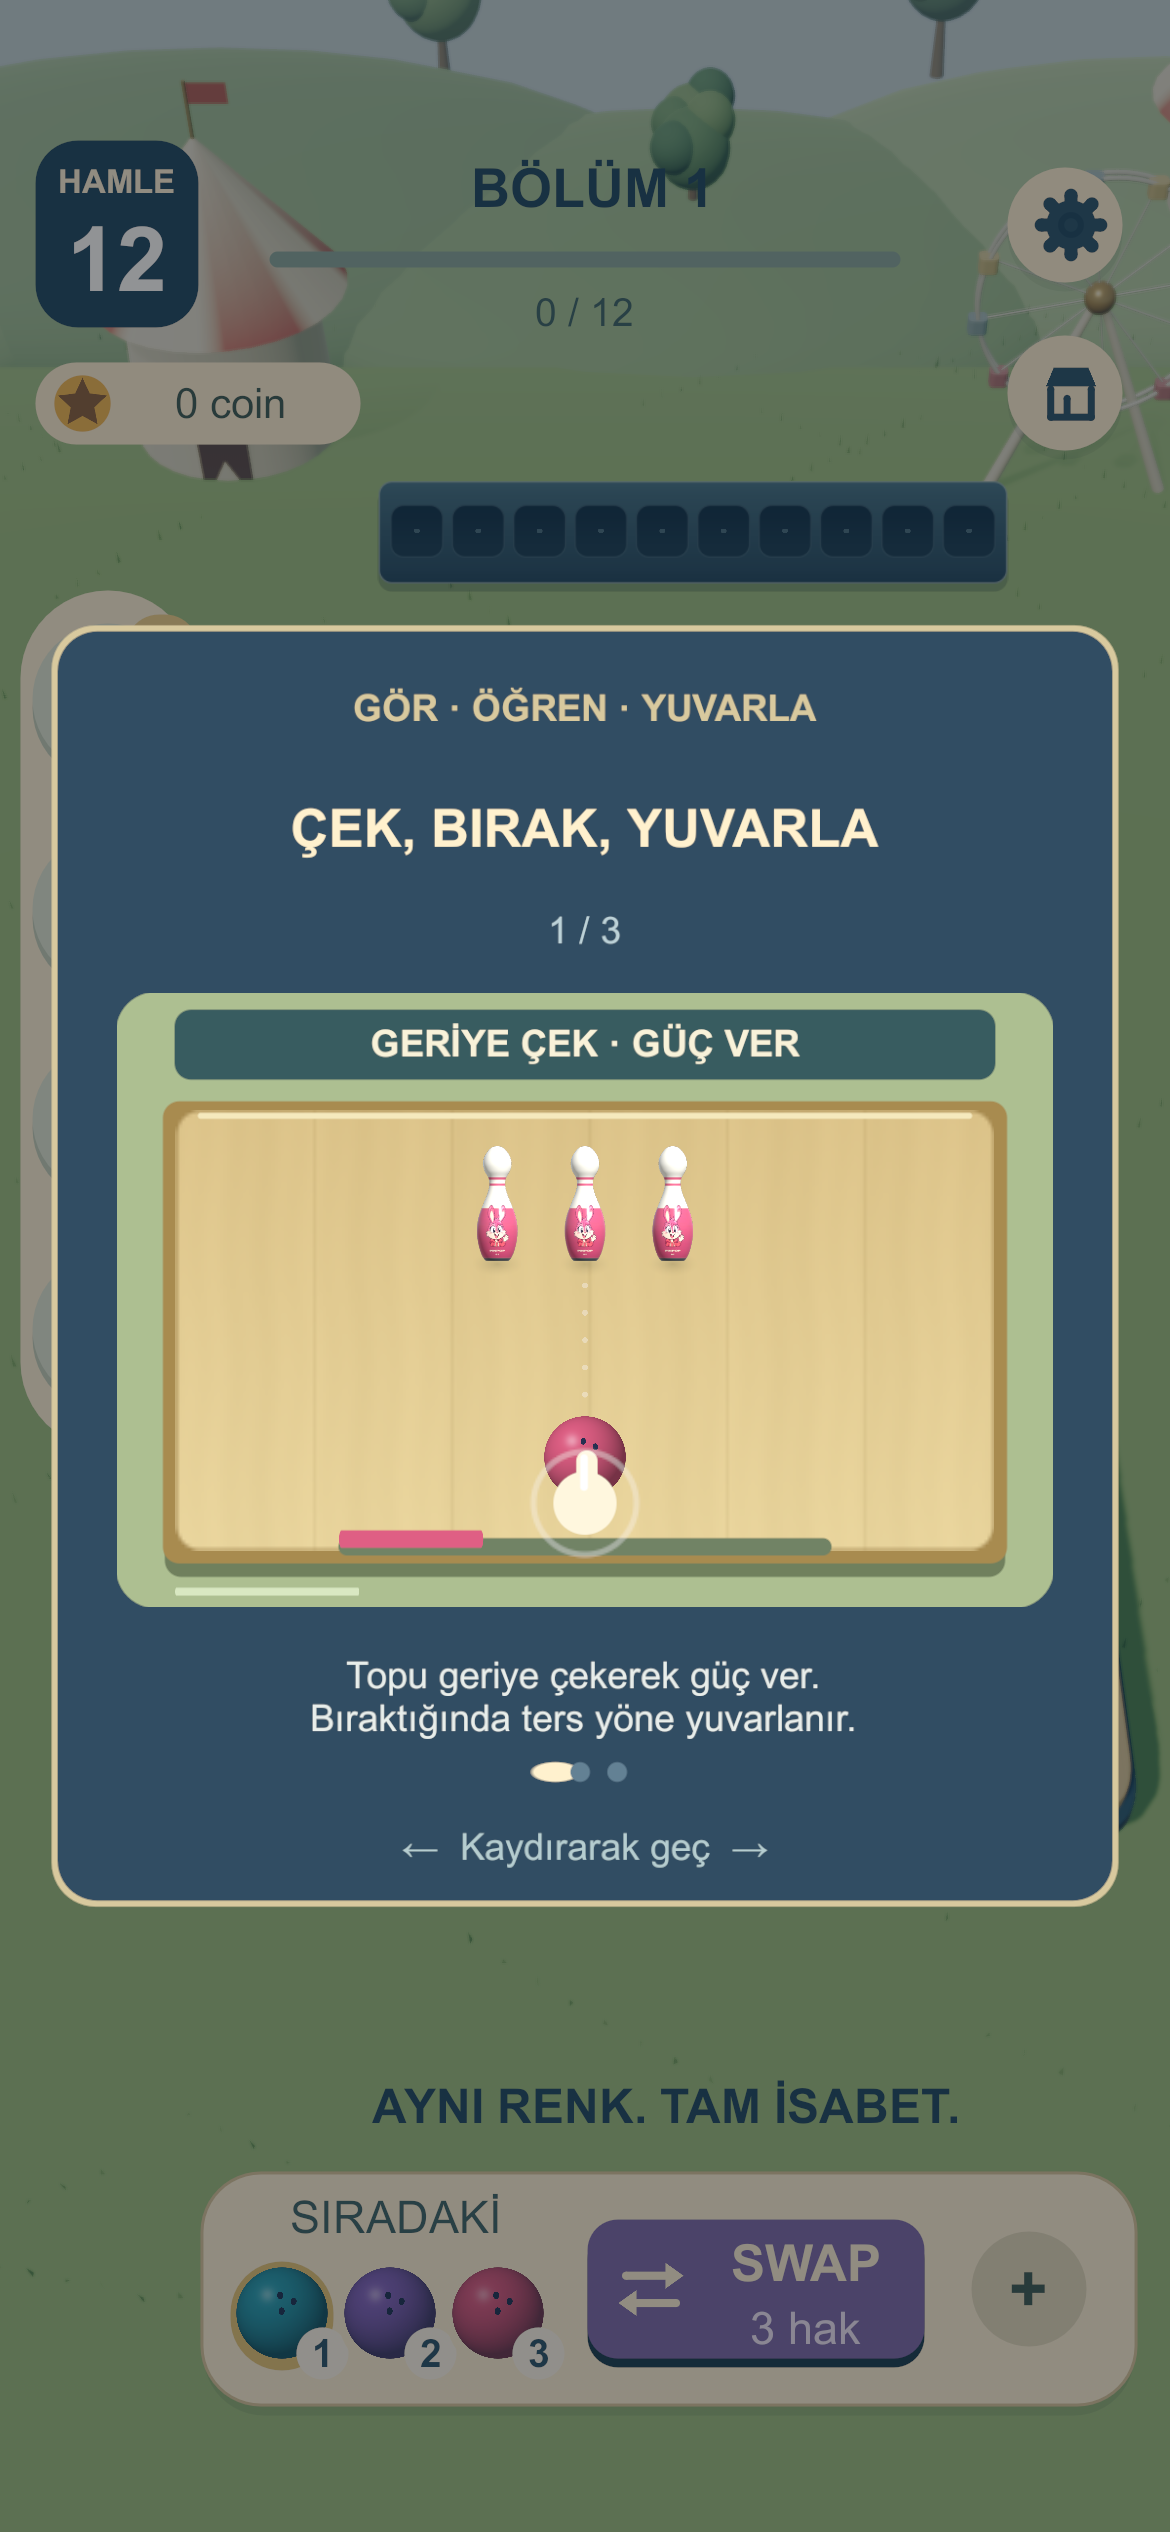 HAMLE
12
BÖLÜM 1
0 / 12
0 coin
GÖR · ÖĞREN · YUVARLA
ÇEK, BIRAK, YUVARLA
1 / 3
GERİYE ÇEK · GÜÇ VER
Topu geriye çekerek güç ver.
Bıraktığında ters yöne yuvarlanır.
← Kaydırarak geç →
AYNI RENK. TAM İSABET.
SIRADAKİ
1 2 3
SWAP
3 hak
+